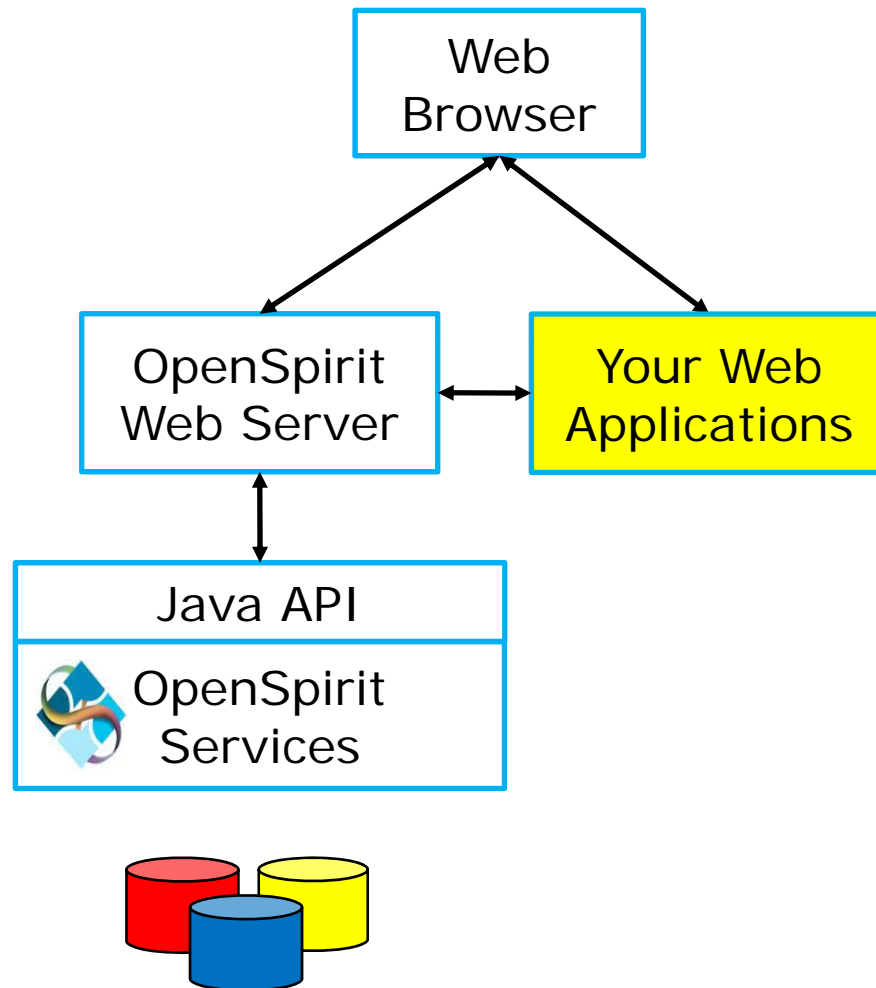 Web
Browser
OpenSpirit
Web Server
Your Web
Applications
Java API
OpenSpirit
Services